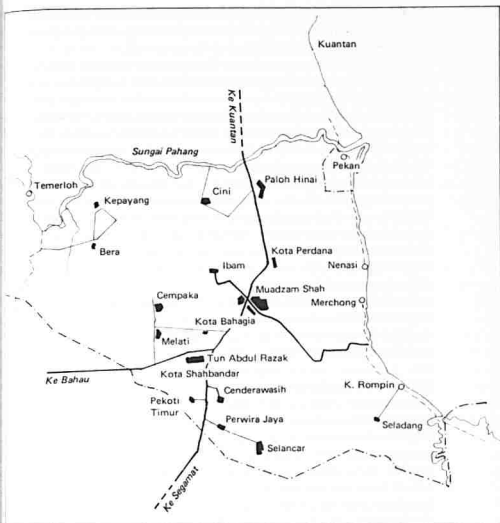 Kuantan
Ke Kuantan
Sungai Pahang
Pekan
Temerloh
Kepayang
Cini
Paloh Hinai
Bera
Ibam
Kota Perdana
Nenasi
Muadzam Shah
Cempaka
Merchong
Kota Bahagia
Melati
Tun Abdul Razak
Ke Bahau
Kota Shahbandar
K. Rompin
Cenderawasih
Pekoti
Timur
Perwira Jaya
Seladang
Selancar
Ke Segamat